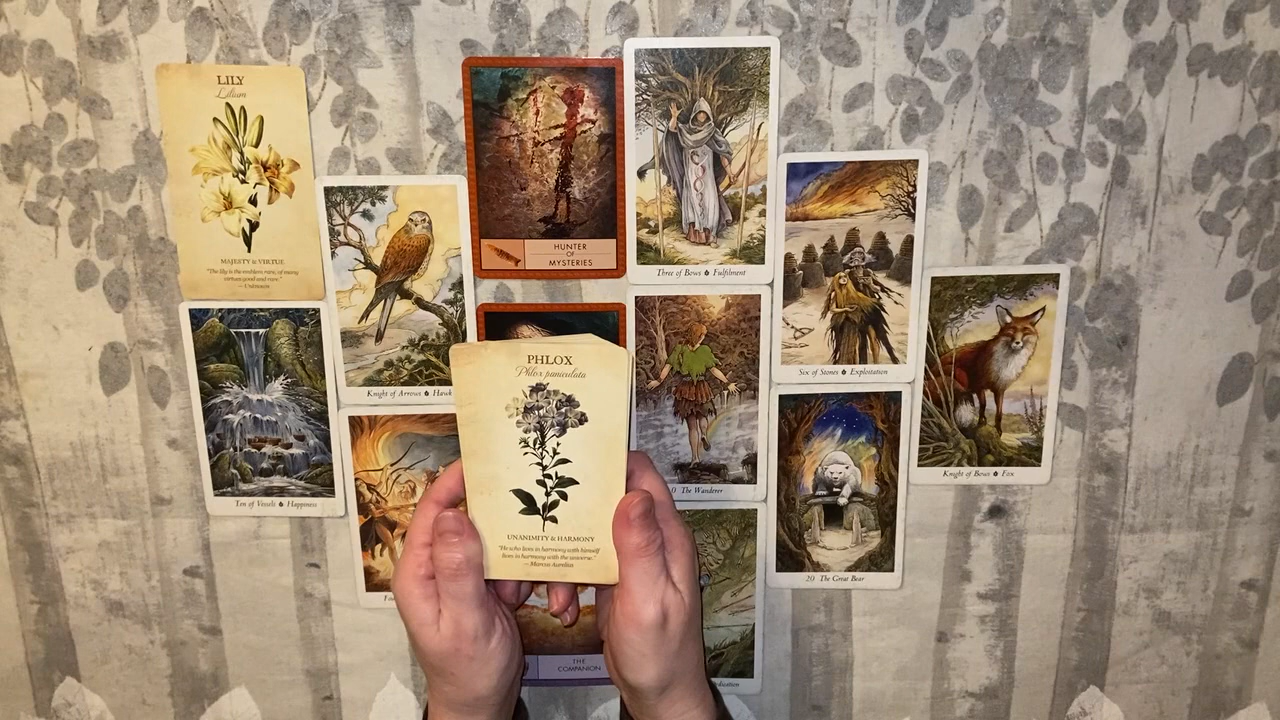 LILY
Lilium
MAJESTY & VIRTUE
"The lily is the emblem rare, of many
virtues good and rare."
— Unknown
HUNTER
OF
MYSTERIES
Three of Bows Fulfilment
Knight of Arrows Hawk
Six of Stones Exploitation
Knight of Bows Fox
Ten of Vessels Happiness
PHLOX
Phlox paniculata
UNANIMITY & HARMONY
"He who lives in harmony with himself
lives in harmony with the universe."
— Marcus Aurelius
0 The Wanderer
20 The Great Bear
THE
COMPANION